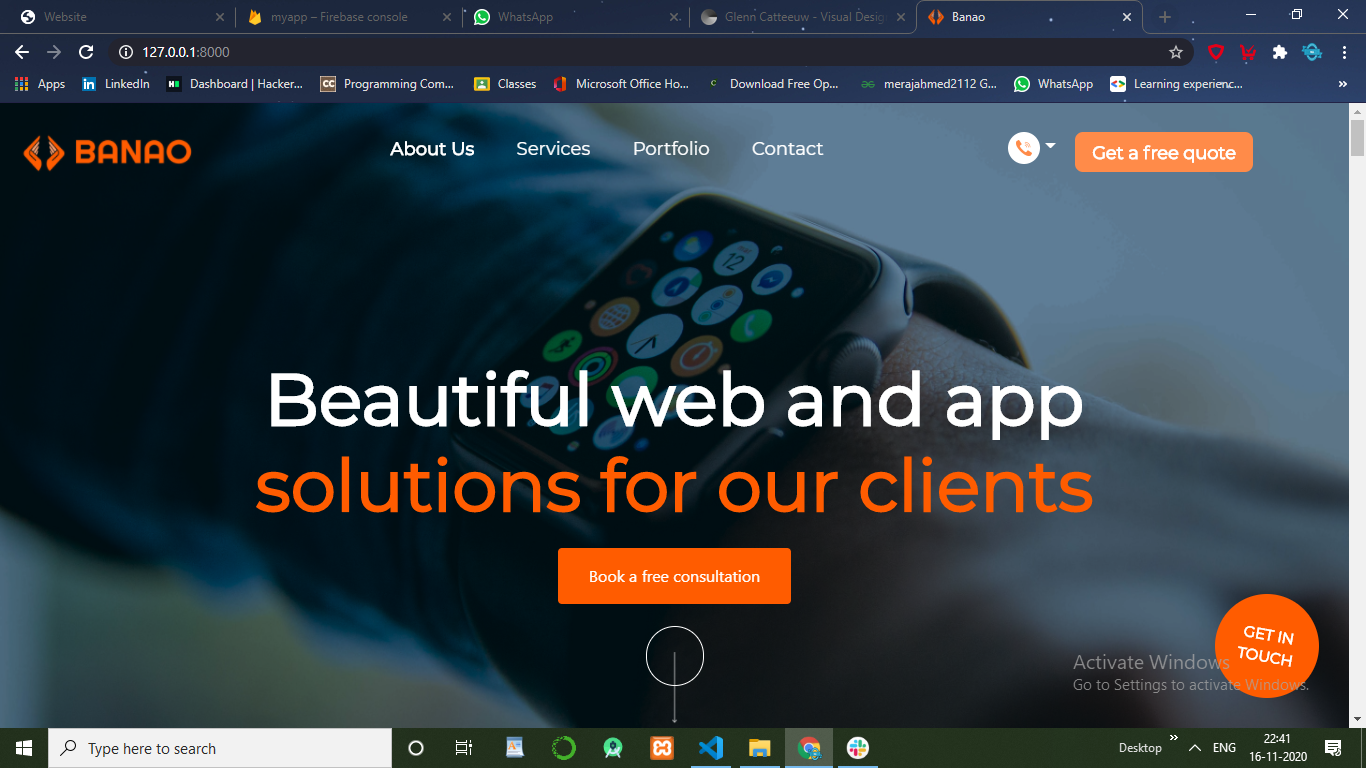 Website
myapp – Firebase console
WhatsApp
Glenn Catteeuw - Visual Desig
Banao
127.0.0.1:8000
Apps
LinkedIn
Dashboard | Hacker...
Programming Com...
Classes
Microsoft Office Ho...
Download Free Op...
merajahmed2112 G...
WhatsApp
Learning experienc...
BANAO
About Us
Services
Portfolio
Contact
Get a free quote
12
Beautiful web and app
solutions for our clients
Book a free consultation
GET IN
TOUCH
Activate Windows
Go to Settings to activate Windows.
Type here to search
Desktop
ENG
22:41
16-11-2020